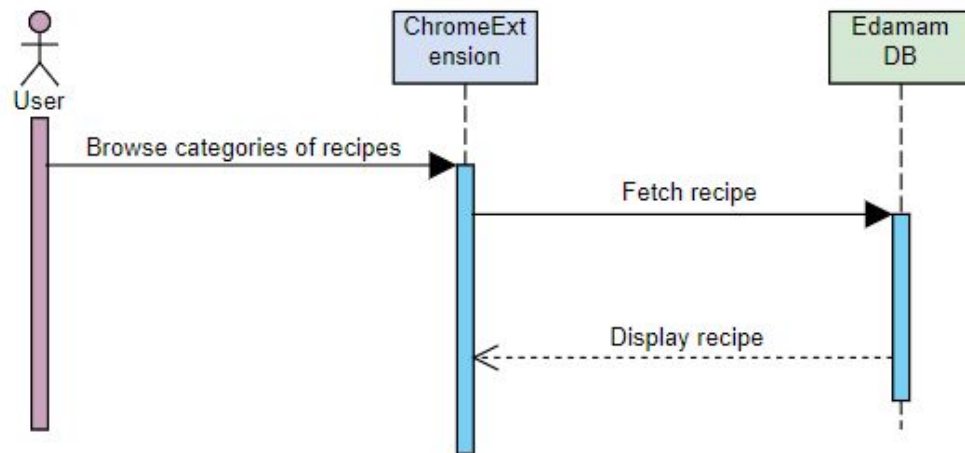 ChromeExt
ension
Edamam
DB
User
Browse categories of recipes
Fetch recipe
Display recipe